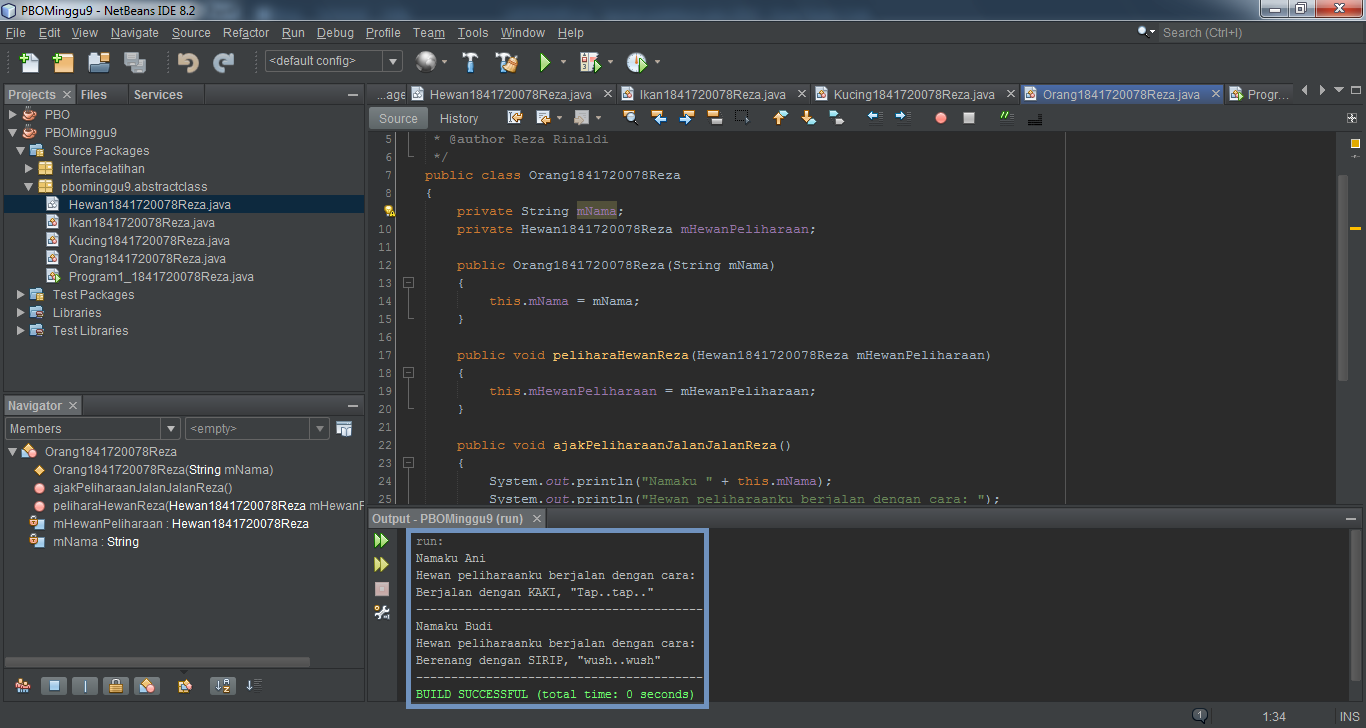 PBOMinggu9 - NetBeans IDE 8.2
File Edit View Navigate Source Refactor Run Debug Profile Team Tools Window Help
Search (Ctrl+I)
<default config>
Projects Files Services
PBO
PBOMinggu9
Source Packages
interfacelatihan
pbominggu9.abstractclass
Hewan1841720078Reza.java
Ikan1841720078Reza.java
Kucing1841720078Reza.java
Orang1841720078Reza.java
Program1_1841720078Reza.java
Test Packages
Libraries
Test Libraries
Navigator
Members <empty>
Orang1841720078Reza
Orang1841720078Reza(String mNama)
ajakPeliharaanJalanJalanReza()
peliharaHewanReza(Hewan1841720078Reza mHewanF
mHewanPeliharaan : Hewan1841720078Reza
mNama : String
...age Hewan1841720078Reza.java Ikan1841720078Reza.java Kucing1841720078Reza.java Orang1841720078Reza.java Progr...
Source History
5 * @author Reza Rinaldi
6 */
7 public class Orang1841720078Reza
8 {
private String mNama;
10 private Hewan1841720078Reza mHewanPeliharaan;
11
12 public Orang1841720078Reza(String mNama)
13 {
14 this.mNama = mNama;
15 }
16
17 public void peliharaHewanReza(Hewan1841720078Reza mHewanPeliharaan)
18 {
19 this.mHewanPeliharaan = mHewanPeliharaan;
20 }
21
22 public void ajakPeliharaanJalanJalanReza()
23 {
24 System.out.println("Namaku " + this.mNama);
25 System.out.println("Hewan peliharaanku berjalan dengan cara: ");
Output - PBOMinggu9 (run)
run:
Namaku Ani
Hewan peliharaanku berjalan dengan cara:
Berjalan dengan KAKI, "Tap..tap.."
-----------------------------------------
Namaku Budi
Hewan peliharaanku berjalan dengan cara:
Berenang dengan SIRIP, "wush..wush"
-----------------------------------------
BUILD SUCCESSFUL (total time: 0 seconds)
1 1:34 INS